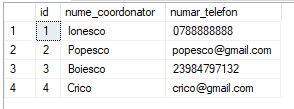 id nume_coordonator numar_telefon
1 1 Ionesco 0788888888
2 2 Popesco popesco@gmail.com
3 3 Boiesco 23984797132
4 4 Crico crico@gmail.com